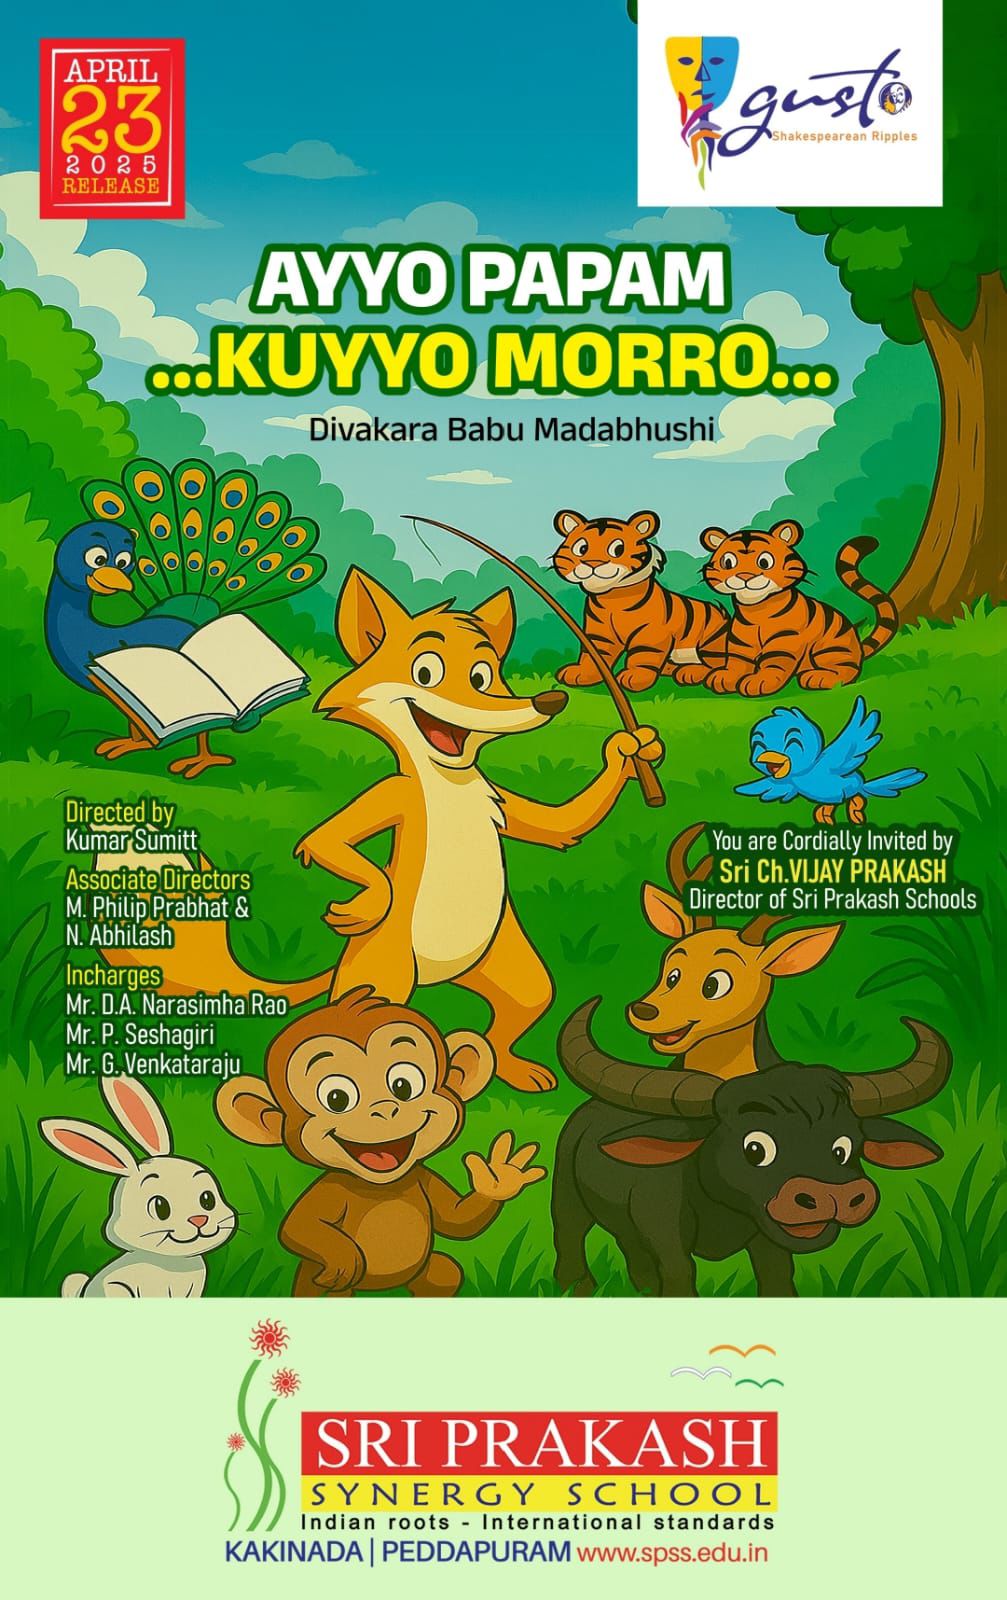 APRIL
23
2025
RELEASE
gusto
Shakespearean Ripples
AYYO PAPAM
...KUYYO MORRO...
Divakara Babu Madabhushi
Directed by
Kumar Sumitt
Associate Directors
M. Philip Prabhat &
N. Abhilash
Incharges
Mr. D.A. Narasimha Rao
Mr. P. Seshagiri
Mr. G. Venkataraju
You are Cordially Invited by
Sri Ch.VIJAY PRAKASH
Director of Sri Prakash Schools
SRI PRAKASH
SYNERGY SCHOOL
Indian roots - International standards
KAKINADA | PEDDAPURAM www.spss.edu.in